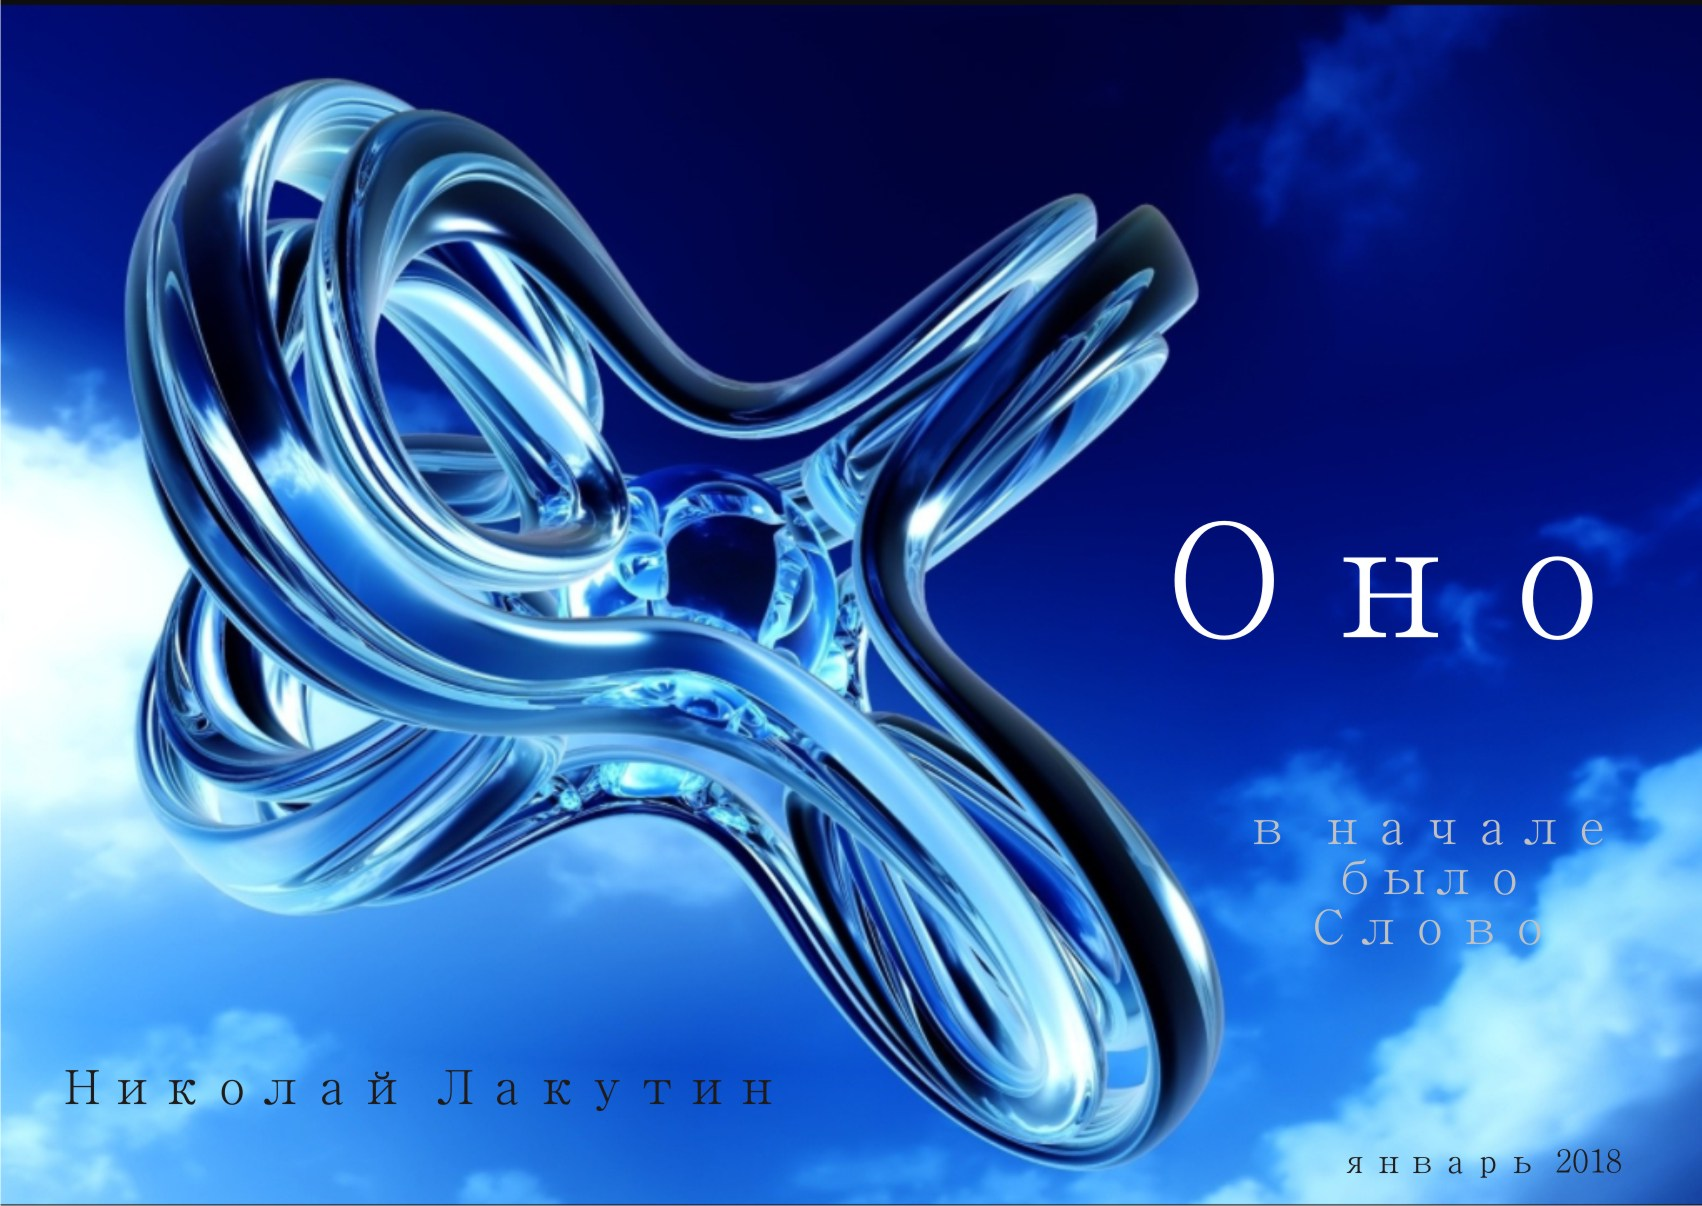 Оно
в начале
было
Слово
Николай Лакутин
январь 2018